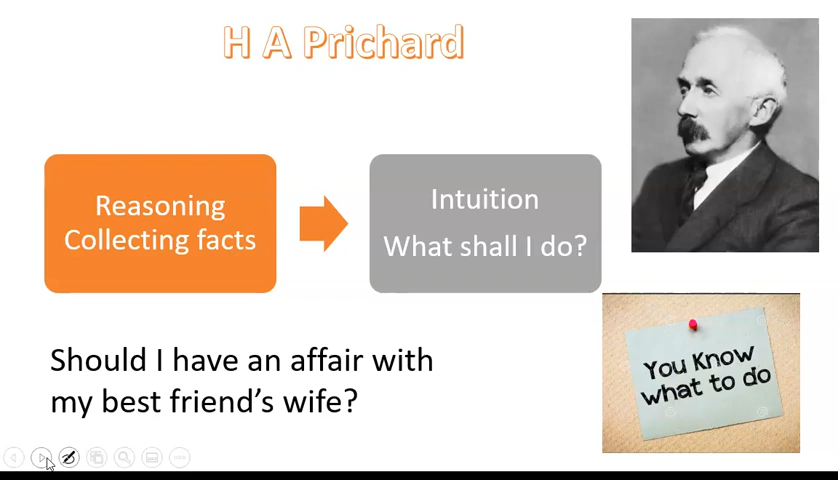 H A Prichard
Reasoning
Collecting facts
Intuition
What shall I do?
Should I have an affair with
my best friend’s wife?
You Know
what to do